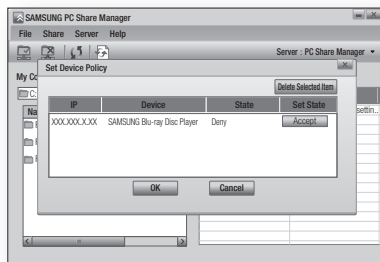 SAMSUNG PC Share Manager
File Share Server Help
Server : PC Share Manager
Set Device Policy
My
Delete Selected Item
C:
IP Device State Set State
Na
settin..
XXX.XXX.X.XX SAMSUNG Blu-ray Disc Player Deny Accept
OK Cancel